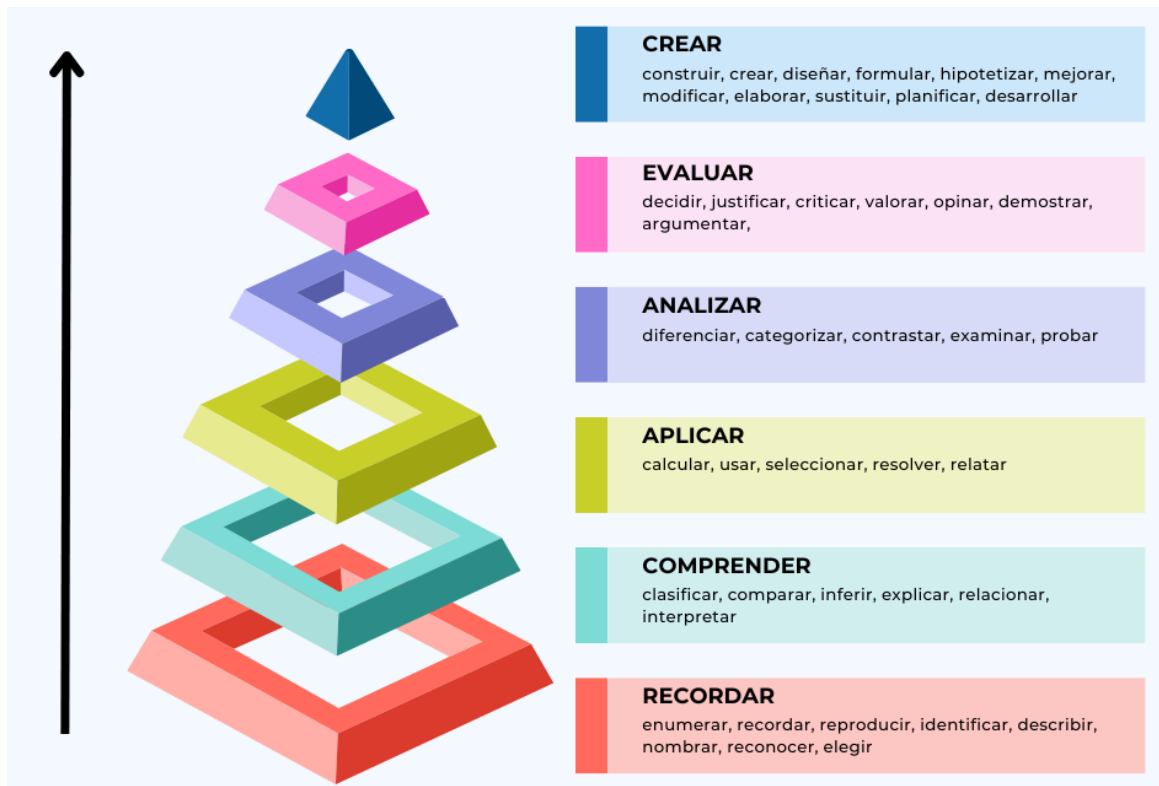 CREAR
construir, crear, diseñar, formular, hipotetizar, mejorar,
modificar, elaborar, sustituir, planificar, desarrollar
EVALUAR
decidir, justificar, criticar, valorar, opinar, demostrar,
argumentar,
ANALIZAR
diferenciar, categorizar, contrastar, examinar, probar
APLICAR
calcular, usar, seleccionar, resolver, relatar
COMPRENDER
clasificar, comparar, inferir, explicar, relacionar,
interpretar
RECORDAR
enumerar, recordar, reproducir, identificar, describir,
nombrar, reconocer, elegir